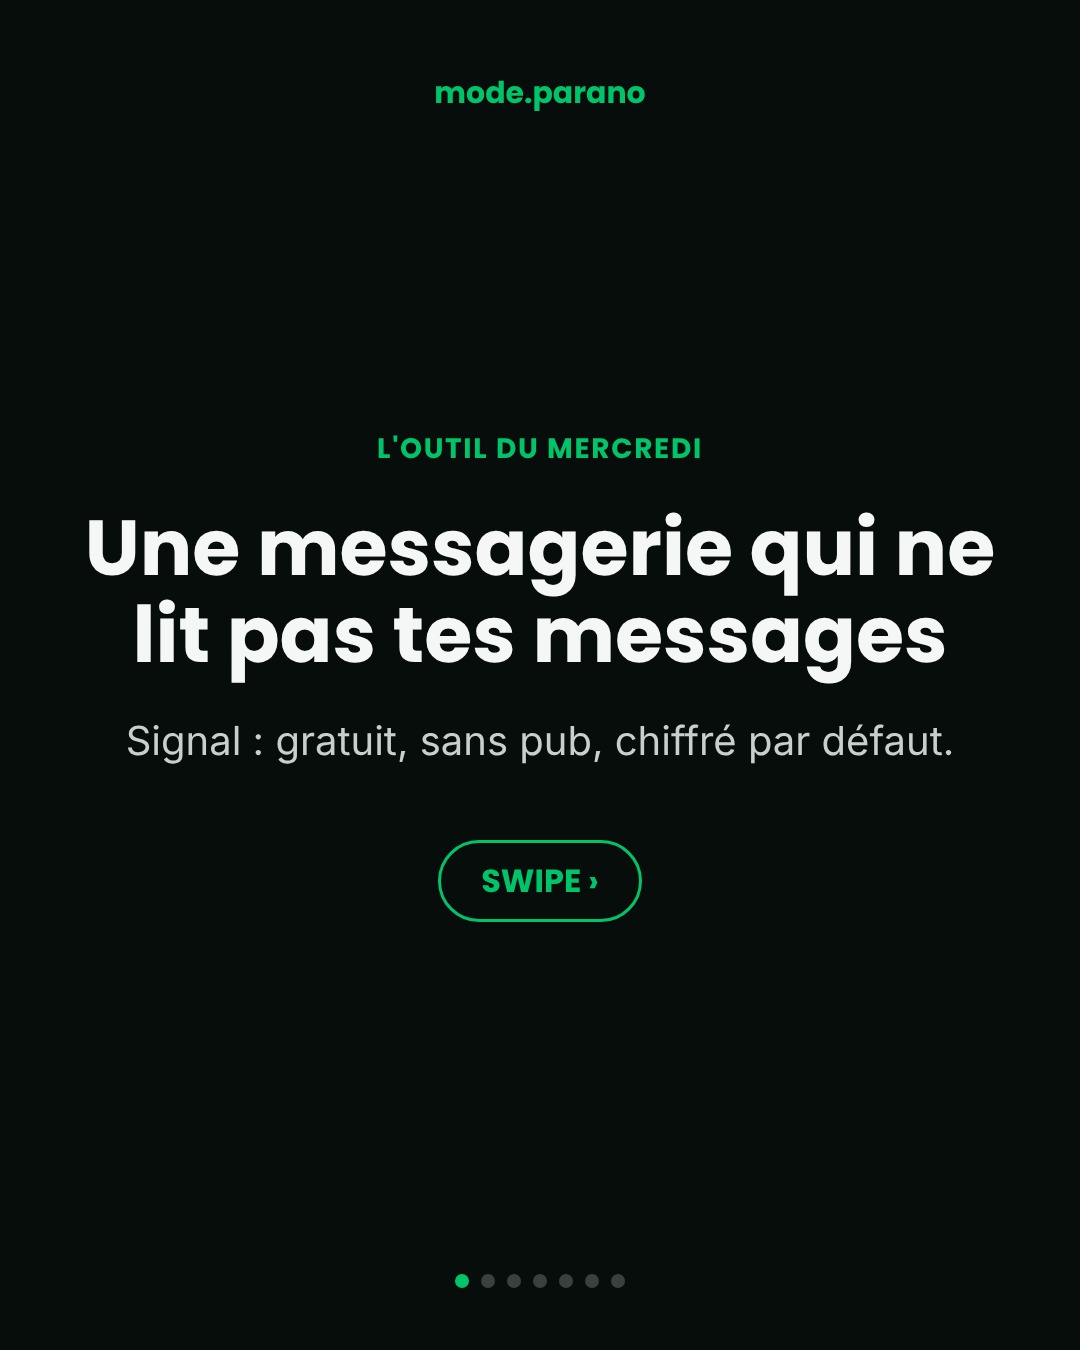 mode.parano
L'OUTIL DU MERCREDI
Une messagerie qui ne
lit pas tes messages
Signal : gratuit, sans pub, chiffré par défaut.
SWIPE ›